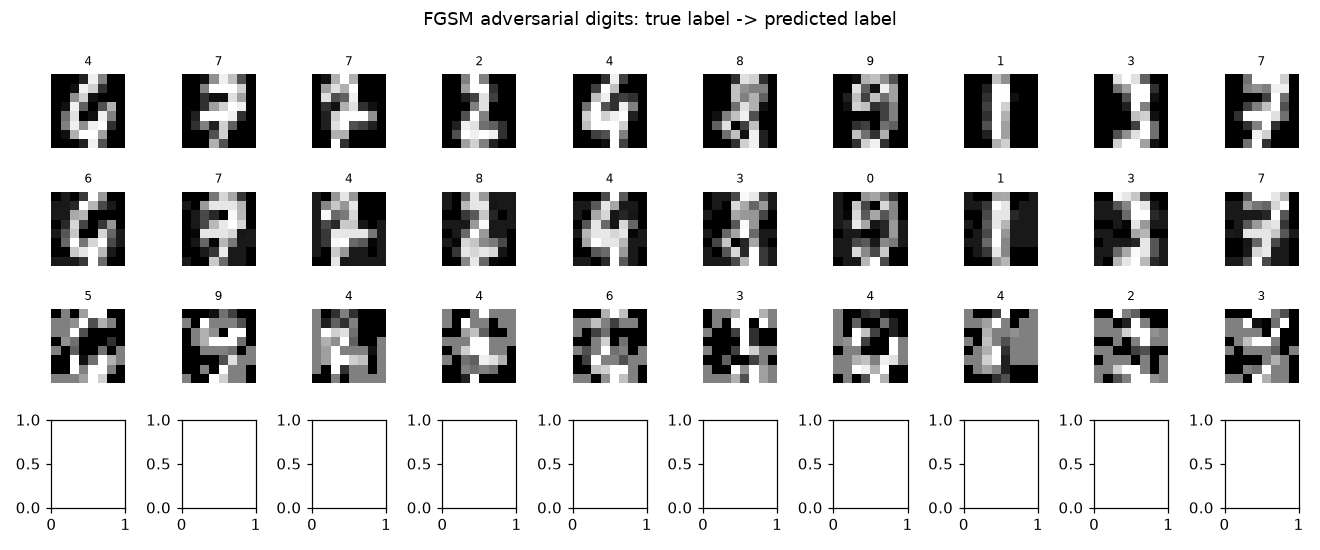 FGSM adversarial digits: true label -> predicted label
4 7 7 2 4 8 9 1 3 7
6 7 4 8 4 3 0 1 3 7
5 9 4 4 6 3 4 4 2 3
1.0 1.0 1.0 1.0 1.0 1.0 1.0 1.0 1.0 1.0
0.5 0.5 0.5 0.5 0.5 0.5 0.5 0.5 0.5 0.5
0.0 0.0 0.0 0.0 0.0 0.0 0.0 0.0 0.0 0.0
0 1 0 1 0 1 0 1 0 1 0 1 0 1 0 1 0 1 0 1